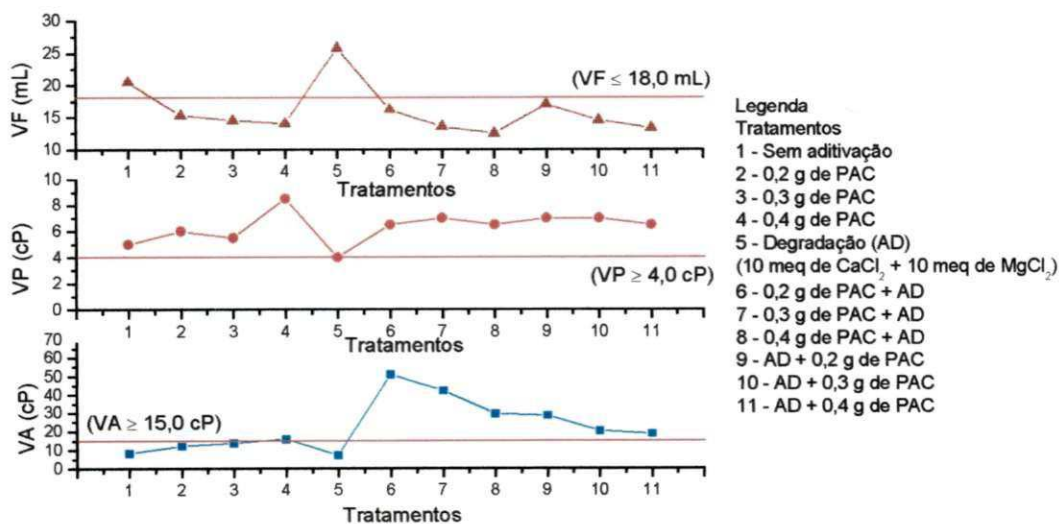 30
25
20
15
10
VF (mL)
(VF ≤ 18,0 mL)
1 2 3 4 5 6 7 8 9 10 11
Tratamentos
10
8
6
4
2
0
VP (cP)
(VP ≥ 4,0 cP)
1 2 3 4 5 6 7 8 9 10 11
Tratamentos
70
60
50
40
30
20
10
0
VA (cP)
(VA ≥ 15,0 cP)
1 2 3 4 5 6 7 8 9 10 11
Tratamentos
Legenda
Tratamentos
1 - Sem aditivação
2 - 0,2 g de PAC
3 - 0,3 g de PAC
4 - 0,4 g de PAC
5 - Degradação (AD)
(10 meq de CaCl₂ + 10 meq de MgCl₂)
6 - 0,2 g de PAC + AD
7 - 0,3 g de PAC + AD
8 - 0,4 g de PAC + AD
9 - AD + 0,2 g de PAC
10 - AD + 0,3 g de PAC
11 - AD + 0,4 g de PAC